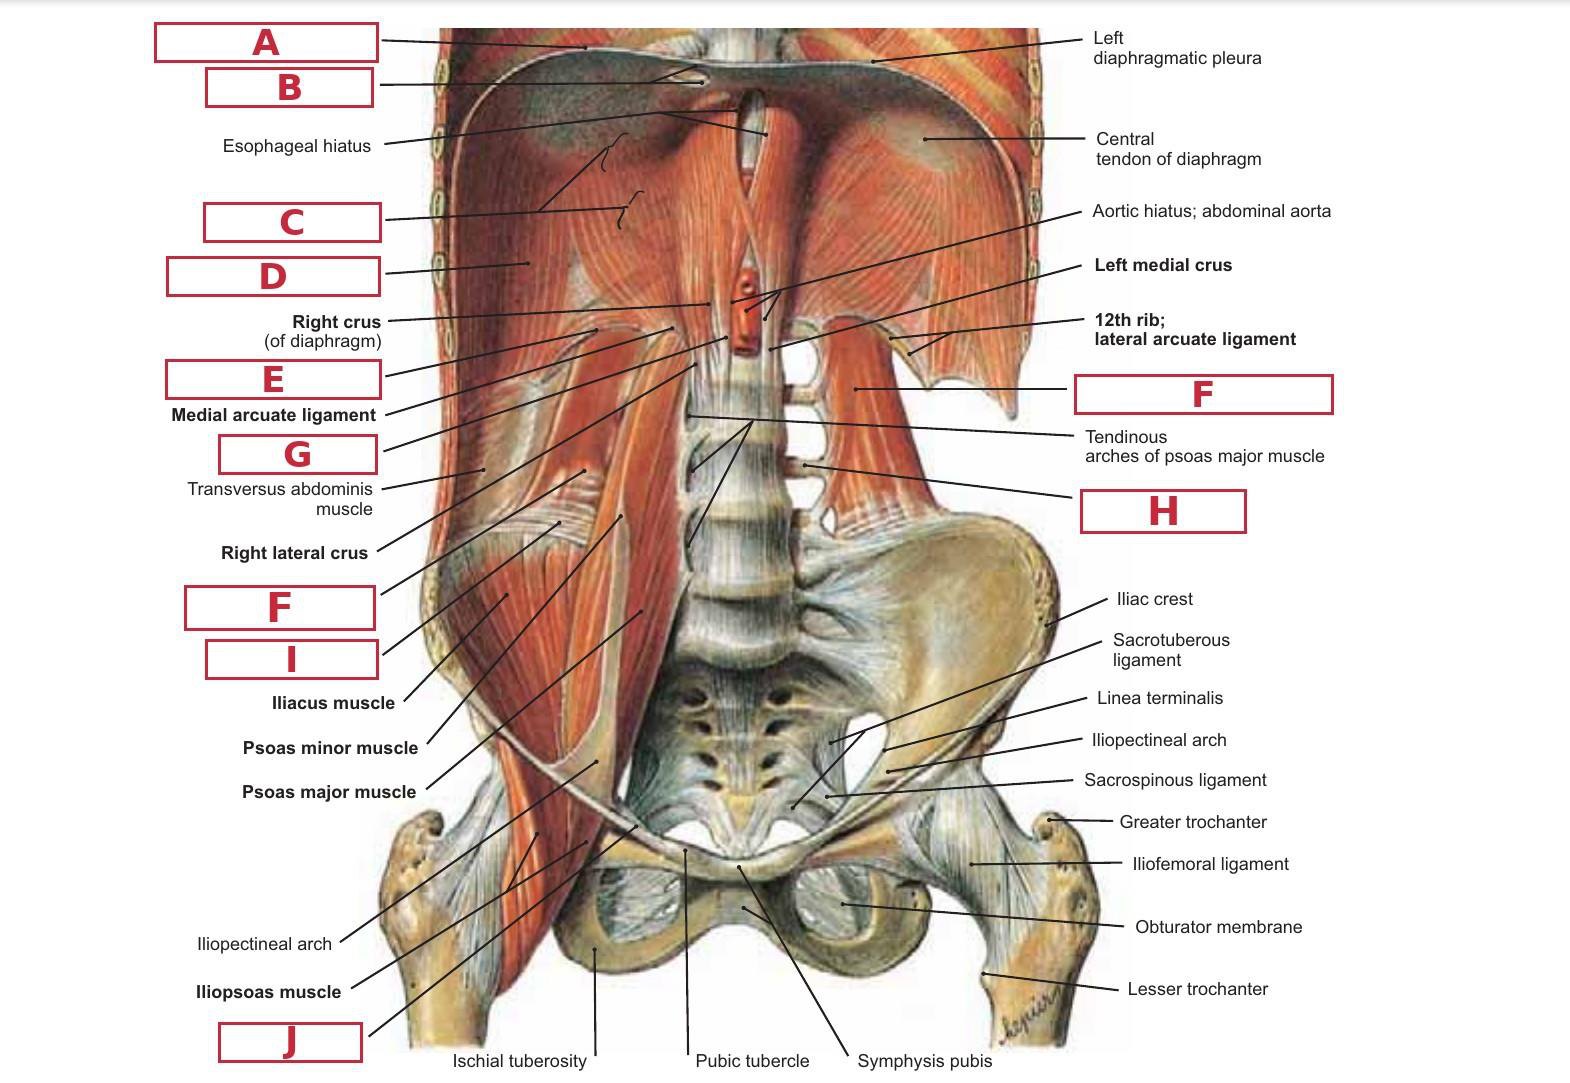 A
B
Esophageal hiatus
C
D
Right crus
(of diaphragm)
E
Medial arcuate ligament
G
Transversus abdominis
muscle
Right lateral crus
F
I
Iliacus muscle
Psoas minor muscle
Psoas major muscle
Iliopectineal arch
Iliopsoas muscle
J
Ischial tuberosity
Pubic tubercle
Symphysis pubis
Left
diaphragmatic pleura
Central
tendon of diaphragm
Aortic hiatus; abdominal aorta
Left medial crus
12th rib;
lateral arcuate ligament
F
Tendinous
arches of psoas major muscle
H
Iliac crest
Sacrotuberous
ligament
Linea terminalis
Iliopectineal arch
Sacrospinous ligament
Greater trochanter
Iliofemoral ligament
Obturator membrane
Lesser trochanter